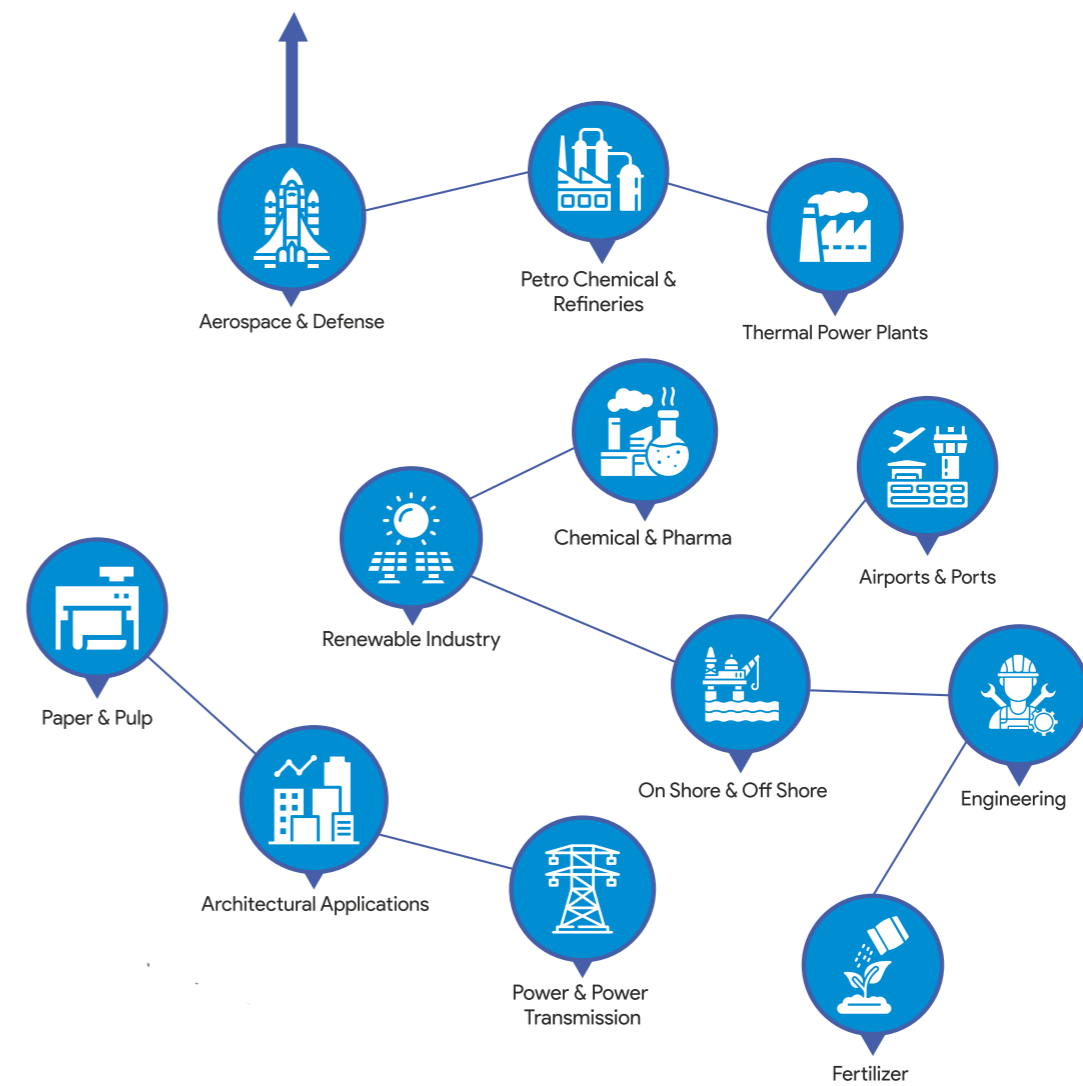 Petro Chemical &
Refineries
Aerospace & Defense
Thermal Power Plants
Chemical & Pharma
Airports & Ports
Renewable Industry
Paper & Pulp
On Shore & Off Shore
Engineering
Architectural Applications
Power & Power
Transmission
Fertilizer